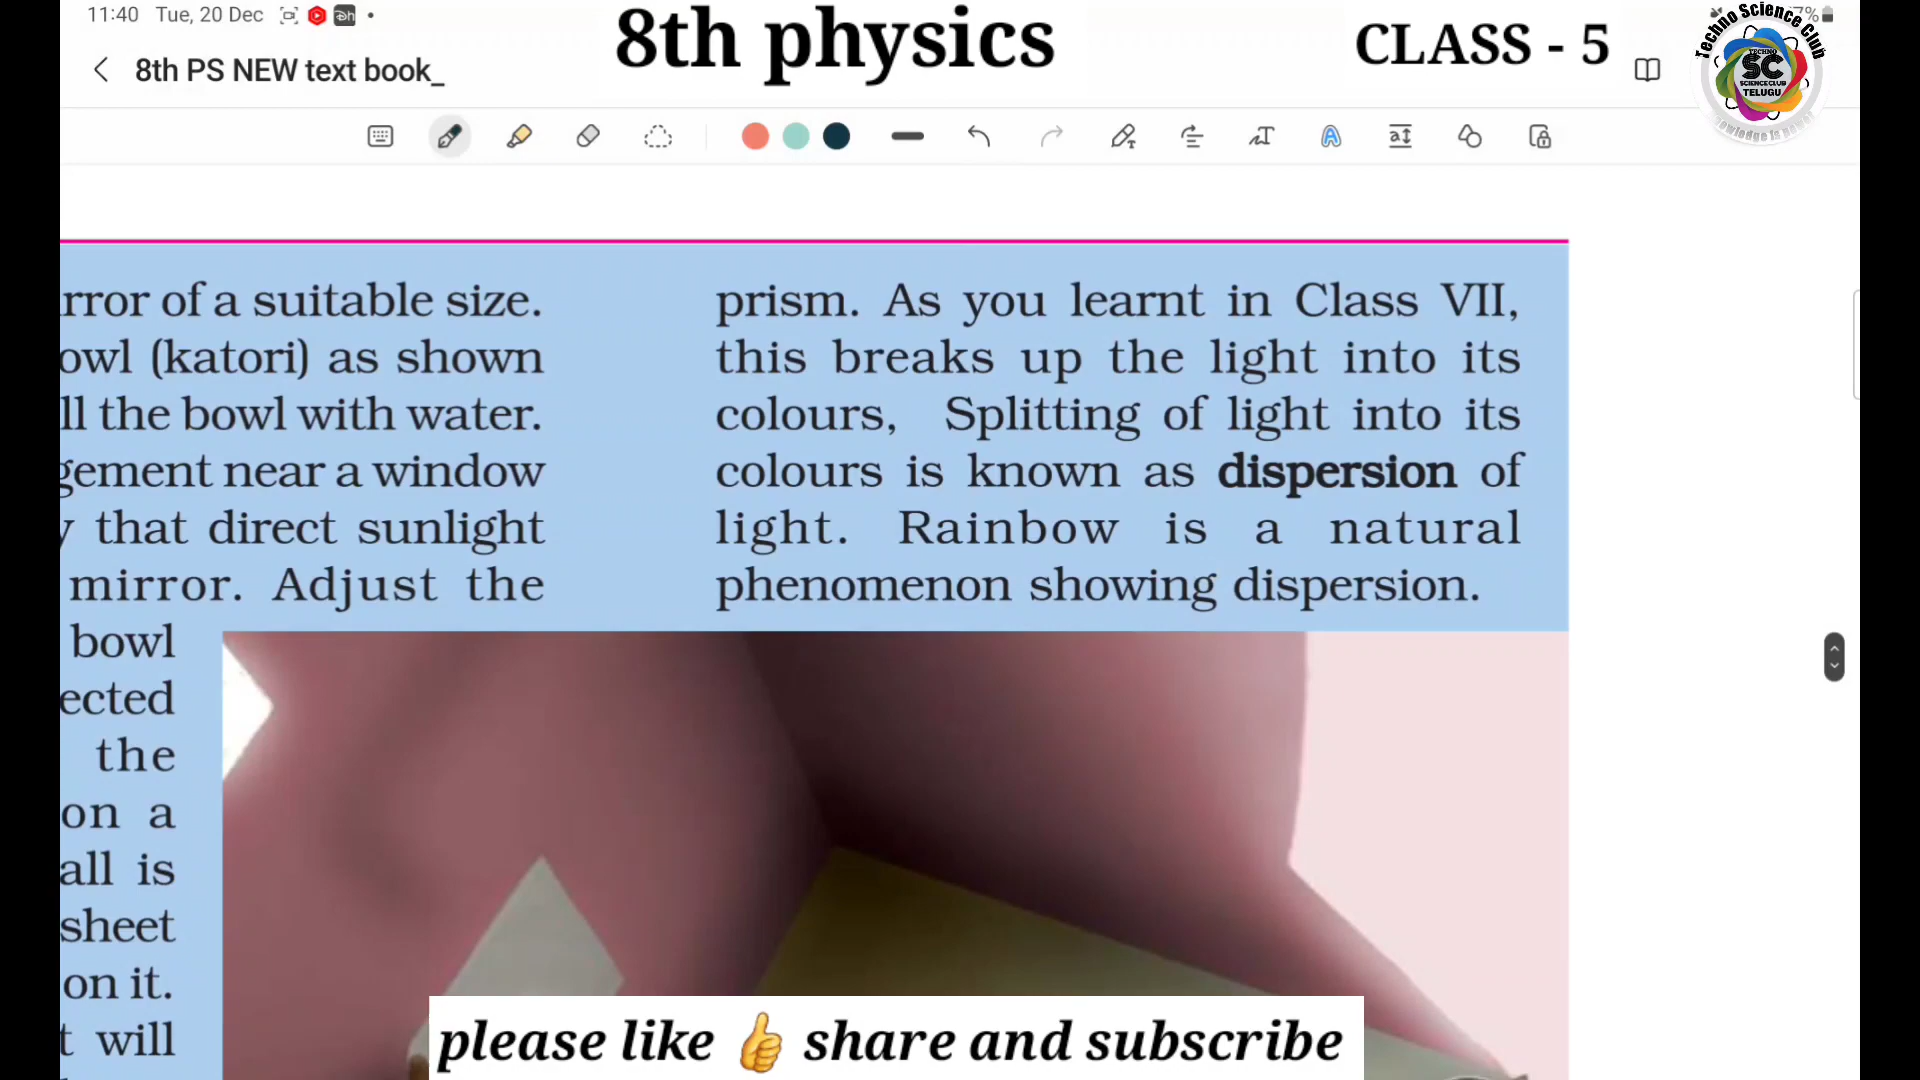 11:40 Tue, 20 Dec
8th physics
CLASS - 5
Techno Science Club
TECHNO
SC
SCIENCE CLUB
TELUGU
8th PS NEW text book_
rror of a suitable size.
owl (katori) as shown
ll the bowl with water.
gement near a window
y that direct sunlight
mirror. Adjust the
bowl
ected
the
on a
all is
sheet
on it.
t will
prism. As you learnt in Class VII,
this breaks up the light into its
colours, Splitting of light into its
colours is known as dispersion of
light. Rainbow is a natural
phenomenon showing dispersion.
please like 👍 share and subscribe